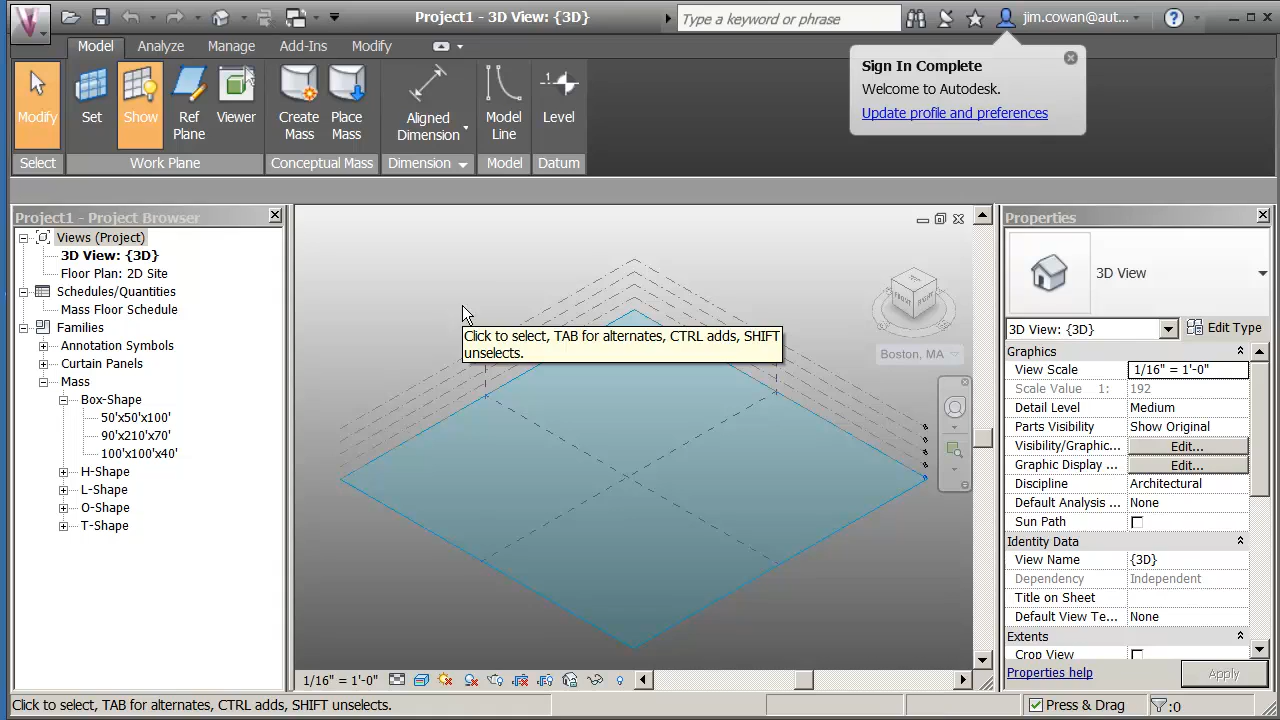 Project1 - 3D View: {3D}
Type a keyword or phrase
jim.cowan@aut...
Model Analyze Manage Add-Ins Modify
Sign In Complete
Welcome to Autodesk.
Update profile and preferences
Modify
Set
Show
Ref Plane
Viewer
Create Mass
Place Mass
Aligned Dimension
Model Line
Level
Select
Work Plane
Conceptual Mass
Dimension
Model
Datum
Project1 - Project Browser
Views (Project)
3D View: {3D}
Floor Plan: 2D Site
Schedules/Quantities
Mass Floor Schedule
Families
Annotation Symbols
Curtain Panels
Mass
Box-Shape
50'x50'x100'
90'x210'x70'
100'x100'x40'
H-Shape
L-Shape
O-Shape
T-Shape
Click to select, TAB for alternates, CTRL adds, SHIFT
unselects.
FRONT RIGHT
Boston, MA
1/16" = 1'-0"
Properties
3D View
3D View: {3D}
Edit Type
Graphics
View Scale 1/16" = 1'-0"
Scale Value 1: 192
Detail Level Medium
Parts Visibility Show Original
Visibility/Graphic... Edit...
Graphic Display ... Edit...
Discipline Architectural
Default Analysis ... None
Sun Path
Identity Data
View Name {3D}
Dependency Independent
Title on Sheet
Default View Te... None
Extents
Crop View
Properties help
Apply
Click to select, TAB for alternates, CTRL adds, SHIFT unselects.
Press & Drag
:0